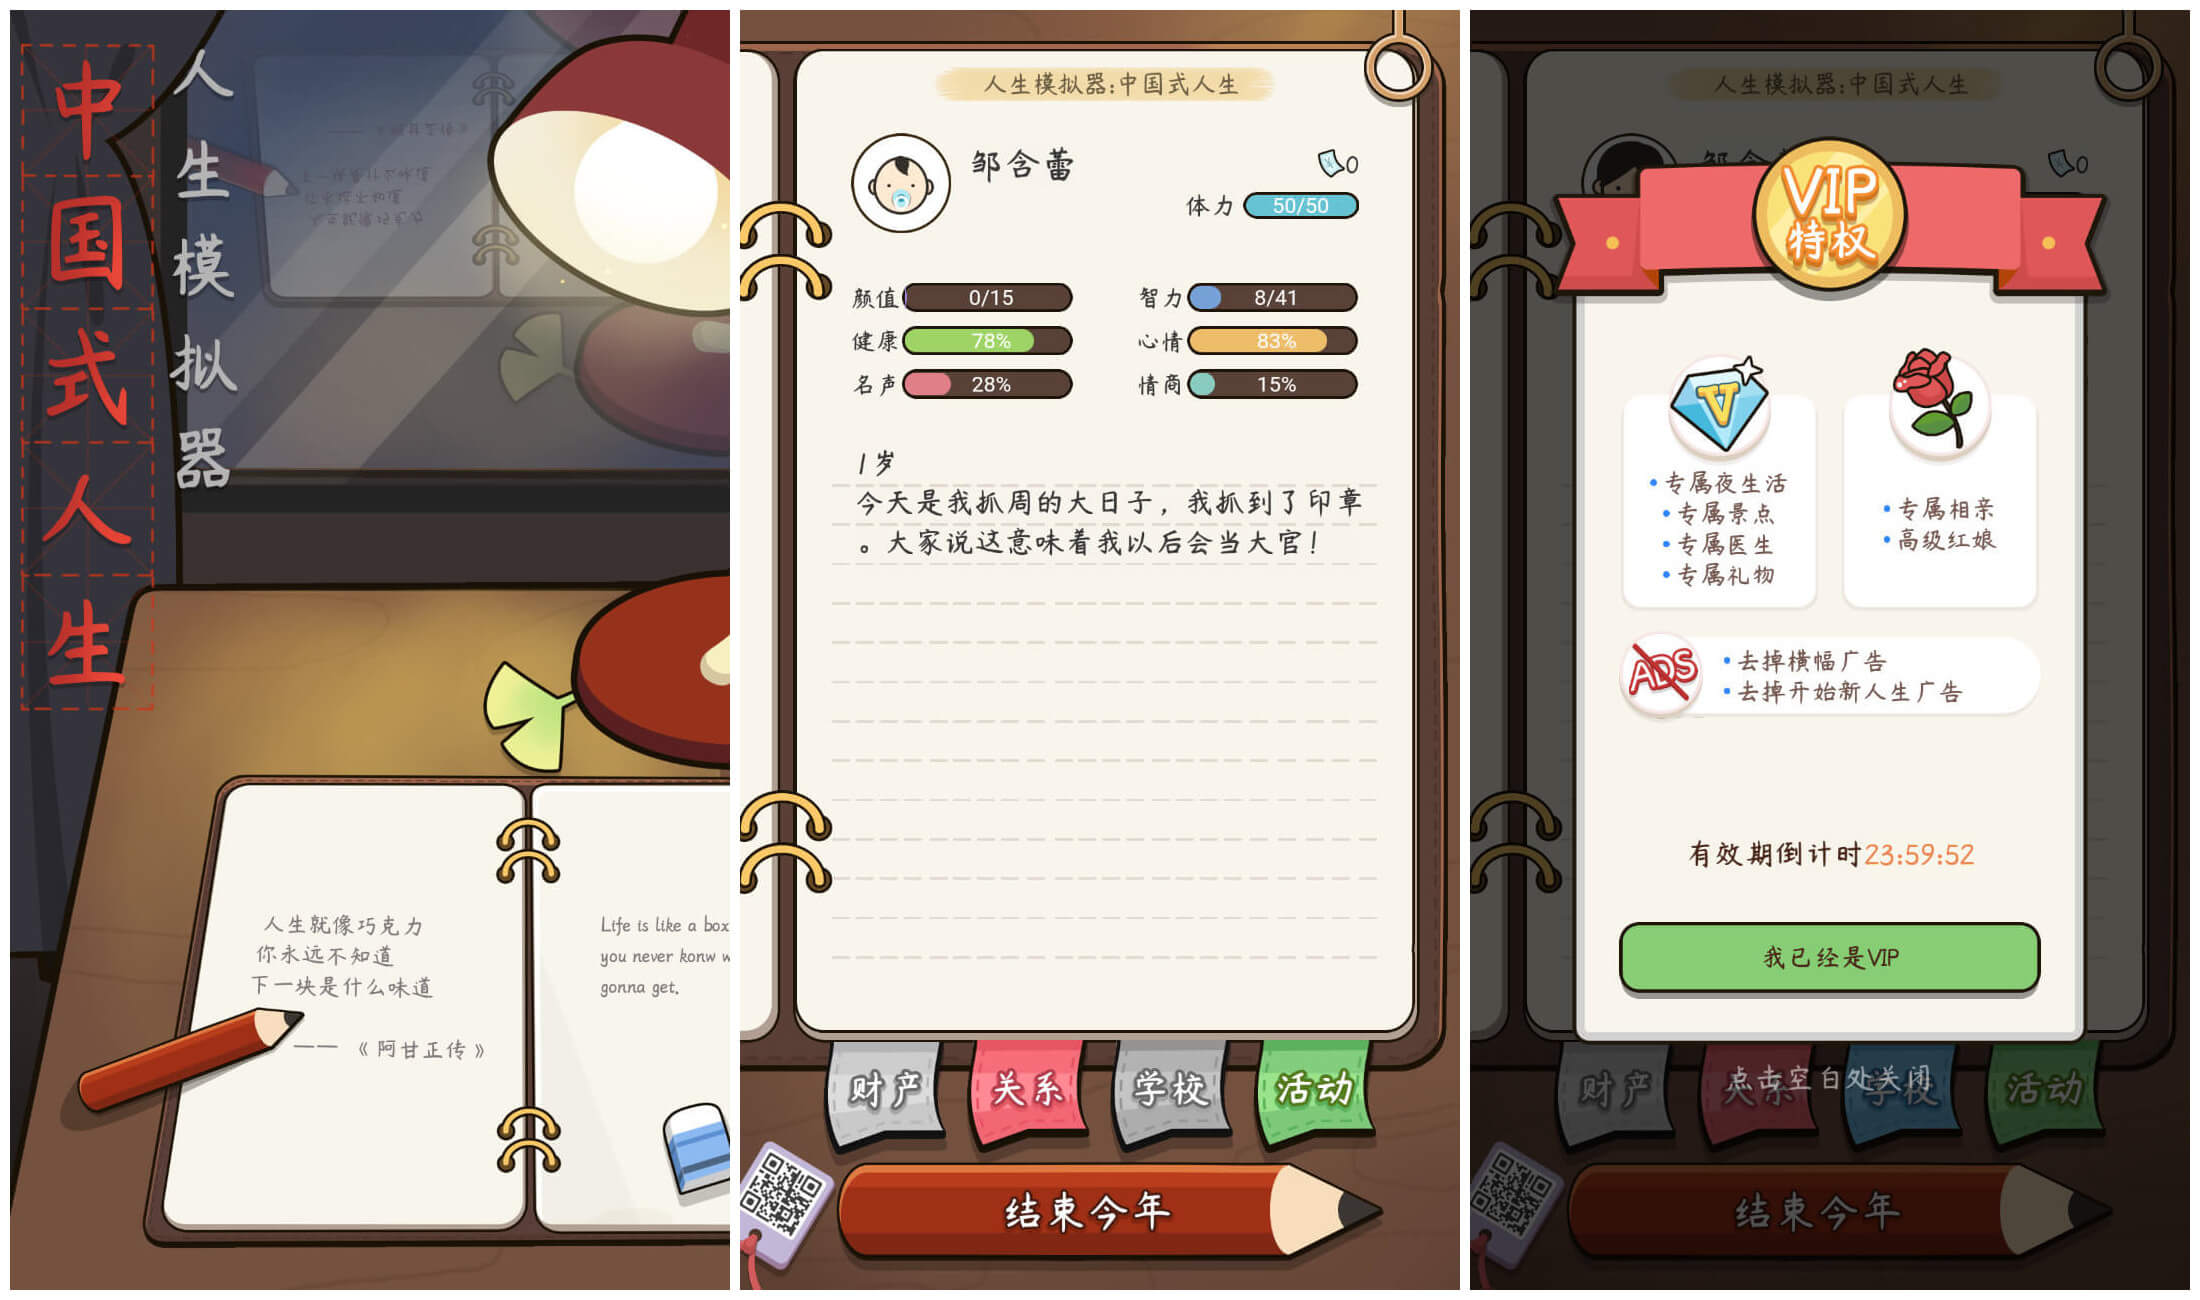 中国式人生
人生模拟器
人生就像巧克力
你永远不知道
下一块是什么味道
—— 《阿甘正传》
Life is like a box
you never konw w
gonna get.
人生模拟器:中国式人生
邹含蕾
0
体力 50/50
颜值 0/15
智力 8/41
健康 78%
心情 83%
名声 28%
情商 15%
1岁
今天是我抓周的大日子，我抓到了印章
。大家说这意味着我以后会当大官！
财产
关系
学校
活动
结束今年
人生模拟器:中国式人生
0
VIP
特权
V
•专属夜生活
•专属景点
•专属医生
•专属礼物
•专属相亲
•高级红娘
ADS
•去掉横幅广告
•去掉开始新人生广告
有效期倒计时23:59:52
我已经是VIP
点击空白处关闭
财产
关系
学校
活动
结束今年